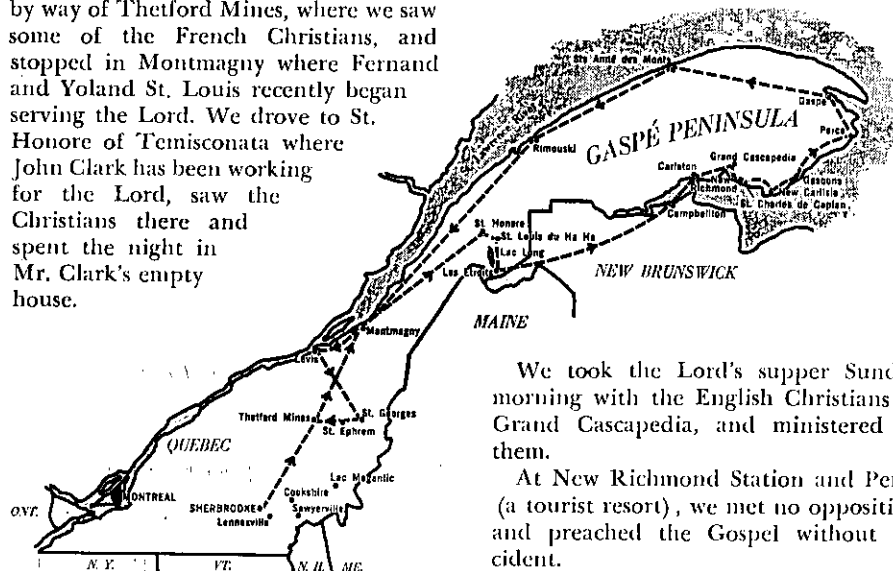 by way of Thetford Mines, where we saw
some of the French Christians, and
stopped in Montmagny where Fernand
and Yoland St. Louis recently began
serving the Lord. We drove to St.
Honore of Temisconata where
John Clark has been working
for the Lord, saw the
Christians there and
spent the night in
Mr. Clark's empty
house.
Ste Anne des Monts
Gaspé
GASPÉ PENINSULA
Perce
Rimouski
Grand Cascapedia
Carlston
New
Richmond
Gascons
New Carlisle
St. Charles de Caplan
Campbellton
St. Honore
St. Louis du Ha Ha
Lac Long
Les Etroits
NEW BRUNSWICK
MAINE
Montmagny
Levis
Thetford Mines
St. Georges
St. Ephrem
QUEBEC
Lac Megantic
MONTREAL
Cookshire
ONT.
SHERBROOKE
Sawyerville
Lennoxville
N. Y.
VT.
N. H.
ME.
We took the Lord's supper Sund
morning with the English Christians
Grand Cascapedia, and ministered
them.
At New Richmond Station and Per
(a tourist resort), we met no oppositi
and preached the Gospel without
cident.